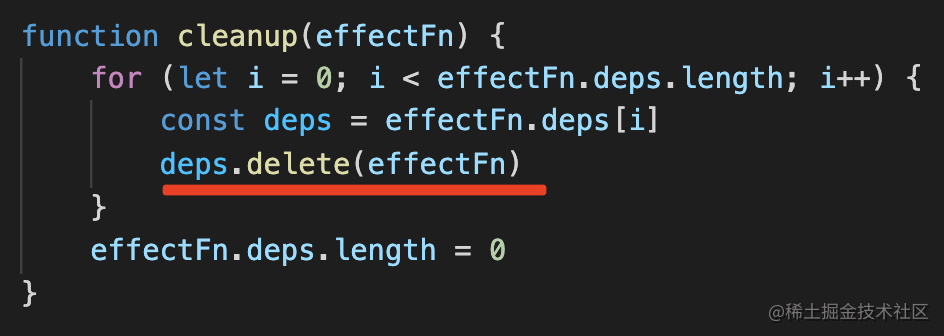 function cleanup(effectFn) {
    for (let i = 0; i < effectFn.deps.length; i++) {
        const deps = effectFn.deps[i]
        deps.delete(effectFn)
    }
    effectFn.deps.length = 0
}
@稀土掘金技术社区